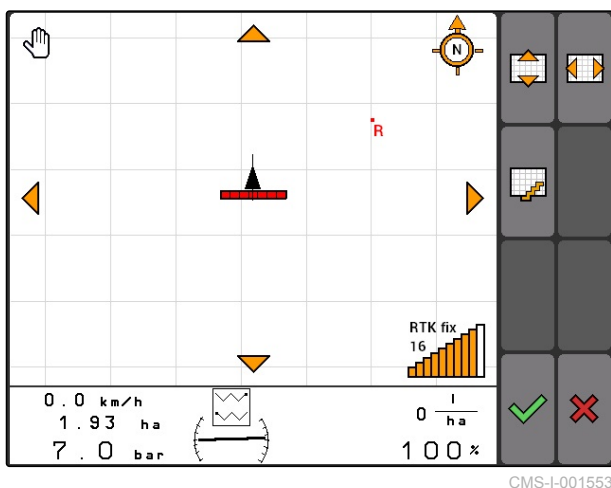 N
R
RTK fix
16
0.0 km/h
1.93 ha
7.0 bar
0 l/ha
100%
CMS-I-001553